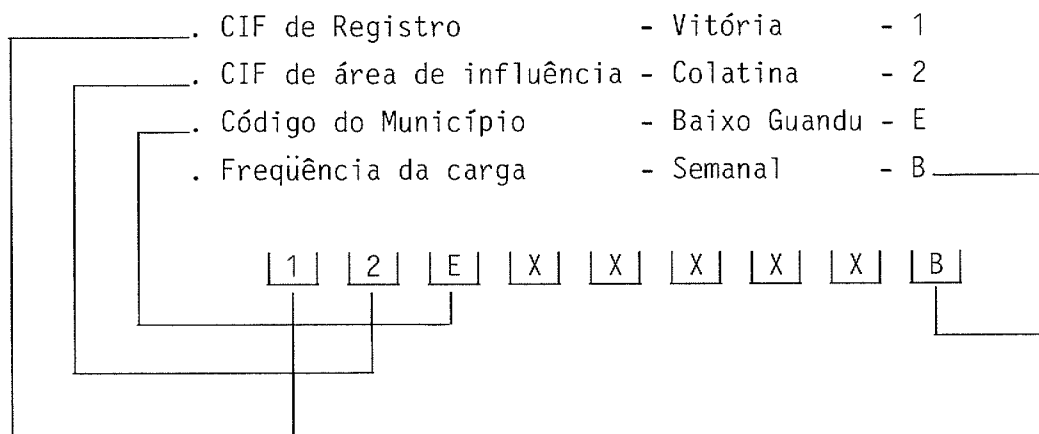 . CIF de Registro - Vitória - 1
. CIF de área de influência - Colatina - 2
. Código do Município - Baixo Guandu - E
. Freqüência da carga - Semanal - B
1 2 E X X X X X B